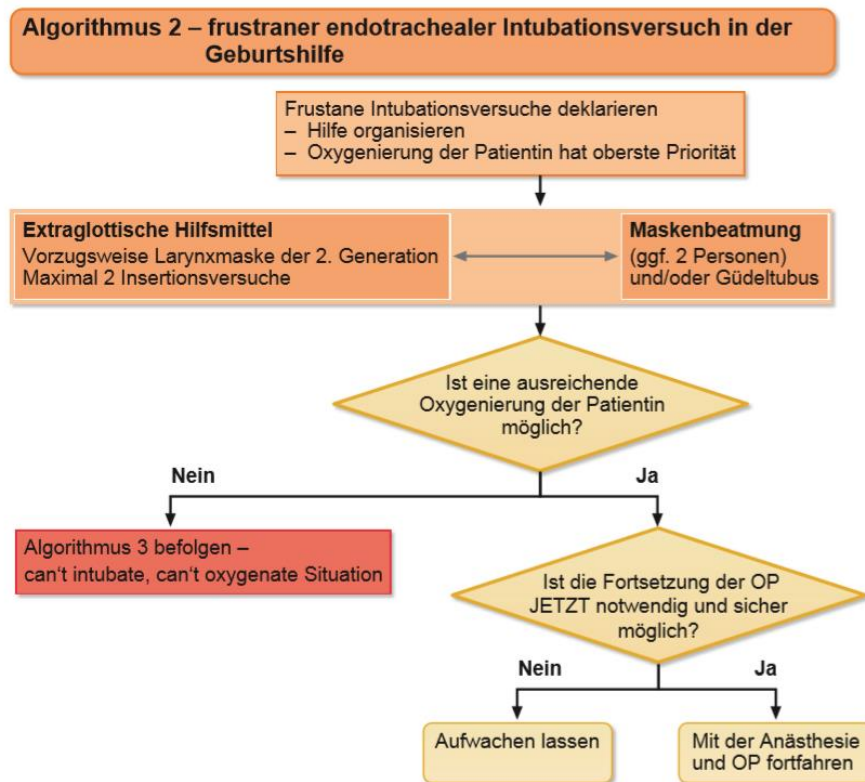 Algorithmus 2 – frustraner endotrachealer Intubationsversuch in der
Geburtshilfe
Frustane Intubationsversuche deklarieren
– Hilfe organisieren
– Oxygenierung der Patientin hat oberste Priorität
Extraglottische Hilfsmittel
Vorzugsweise Larynxmaske der 2. Generation
Maximal 2 Insertionsversuche
Maskenbeatmung
(ggf. 2 Personen)
und/oder Güdeltubus
Ist eine ausreichende
Oxygenierung der Patientin
möglich?
Nein
Ja
Algorithmus 3 befolgen –
can't intubate, can't oxygenate Situation
Ist die Fortsetzung der OP
JETZT notwendig und sicher
möglich?
Nein
Ja
Aufwachen lassen
Mit der Anästhesie
und OP fortfahren